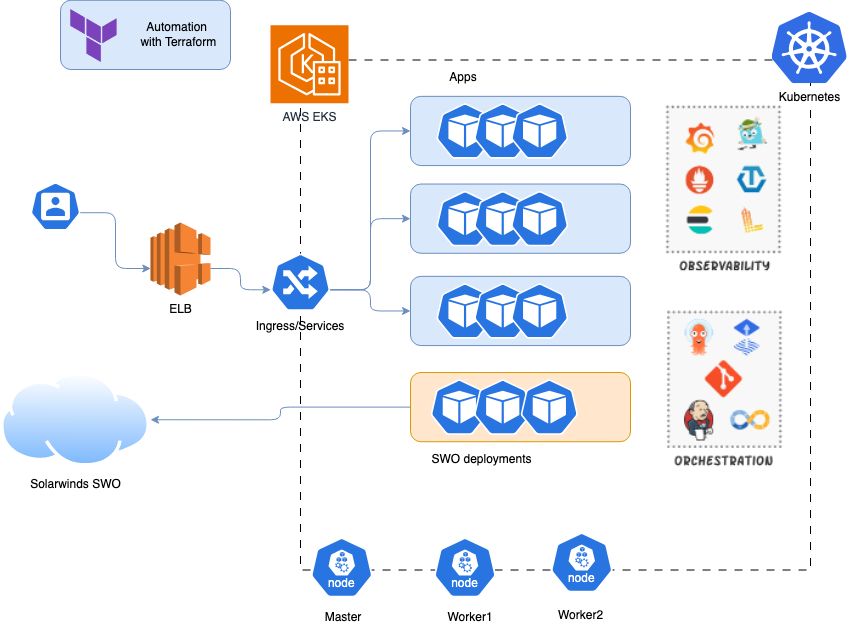 Automation
with Terraform
AWS EKS
Apps
Kubernetes
OBSERVABILITY
ELB
Ingress/Services
ORCHESTRATION
SWO deployments
Solarwinds SWO
node
node
node
Master
Worker1
Worker2